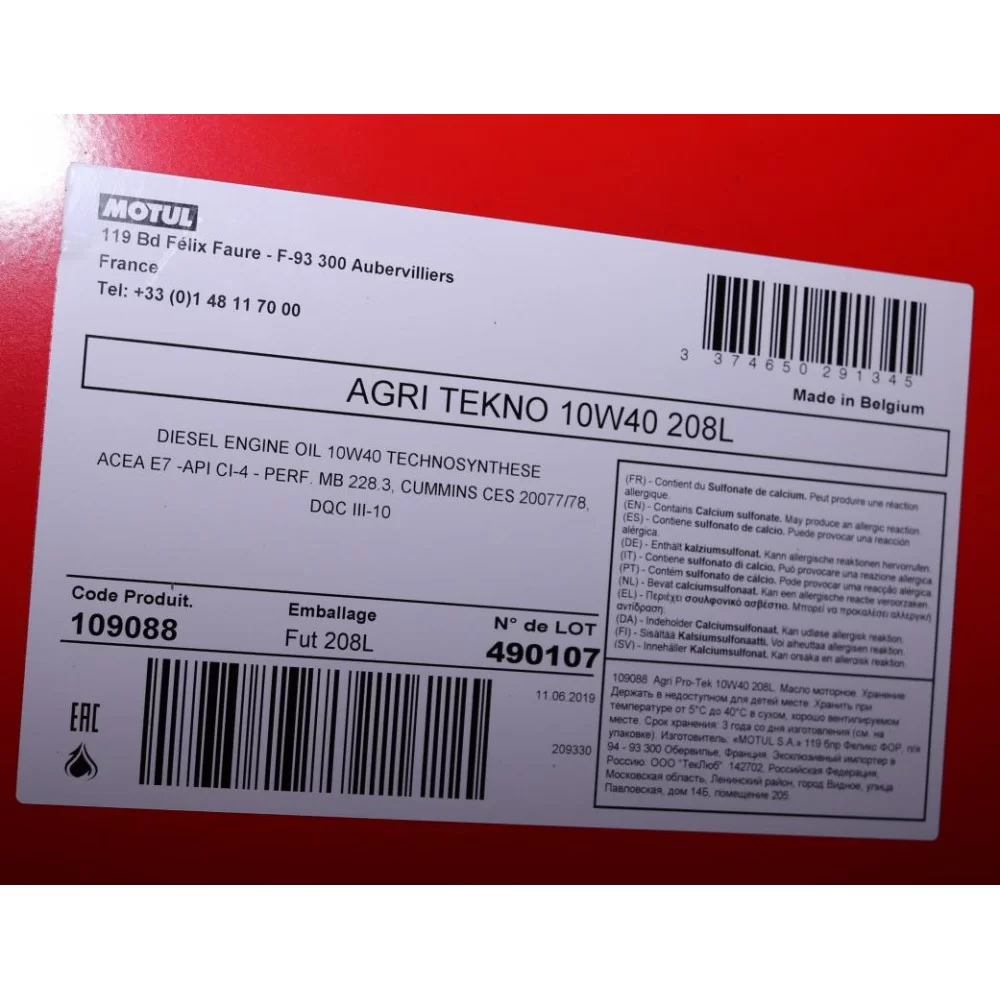 MOTUL
119 Bd Félix Faure - F-93 300 Aubervilliers
France
Tel: +33 (0)1 48 11 70 00
3 374650 291345
Made in Belgium
AGRI TEKNO 10W40 208L
DIESEL ENGINE OIL 10W40 TECHNOSYNTHESE
ACEA E7 -API CI-4 - PERF. MB 228.3, CUMMINS CES 20077/78,
DQC III-10
(FR) - Contient du Sulfonate de calcium. Peut produire une réaction
allergique.
(EN) - Contains Calcium sulfonate. May produce an allergic reaction.
(ES) - Contiene sulfonato de calcio. Puede provocar una reacción
alérgica.
(DE) - Enthält kalziumsulfonat. Kann allergische reaktionen hervorrufen.
(IT) - Contiene sulfonato di calcio. Può provocare una reazione allergica.
(PT) - Contém sulfonato de cálcio. Pode provocar uma reacção alérgica.
(NL) - Bevat calciumsulfonaat. Kan een allergische reactie veroorzaken.
(EL) - Περιέχει σουλφονικό ασβέστιο. Μπορεί να προκαλέσει αλλεργική
αντίδραση.
(DA) - Indeholder Calciumsulfonat. Kan udløse allergisk reaktion.
(FI) - Sisältää Kalsiumsulfonaatti. Voi aiheuttaa allergisen reaktion.
(SV) - Innehåller Kalciumsulfonat. Kan orsaka en allergisk reaktion.
Code Produit.
109088
Emballage
Fut 208L
N° de LOT
490107
11.06.2019
209330
EAC
109088 Agri Pro-Tek 10W40 208L. Масло моторное. Хранение
Держать в недоступном для детей месте. Хранить при
температуре от 5°C до 40°C в сухом, хорошо вентилируемом
месте. Срок хранения: 3 года со дня изготовления (см. на
упаковке). Изготовитель: «MOTUL S.A.» 119 бпр Феликс ФОР, п/я
94 - 93 300 Обервилье, Франция. Эксклюзивный импортер в
Россию: ООО "ТекЛюб" 142702, Российская Федерация,
Московская область, Ленинский район, город Видное, улица
Павловская, дом 14Б, помещение 205.